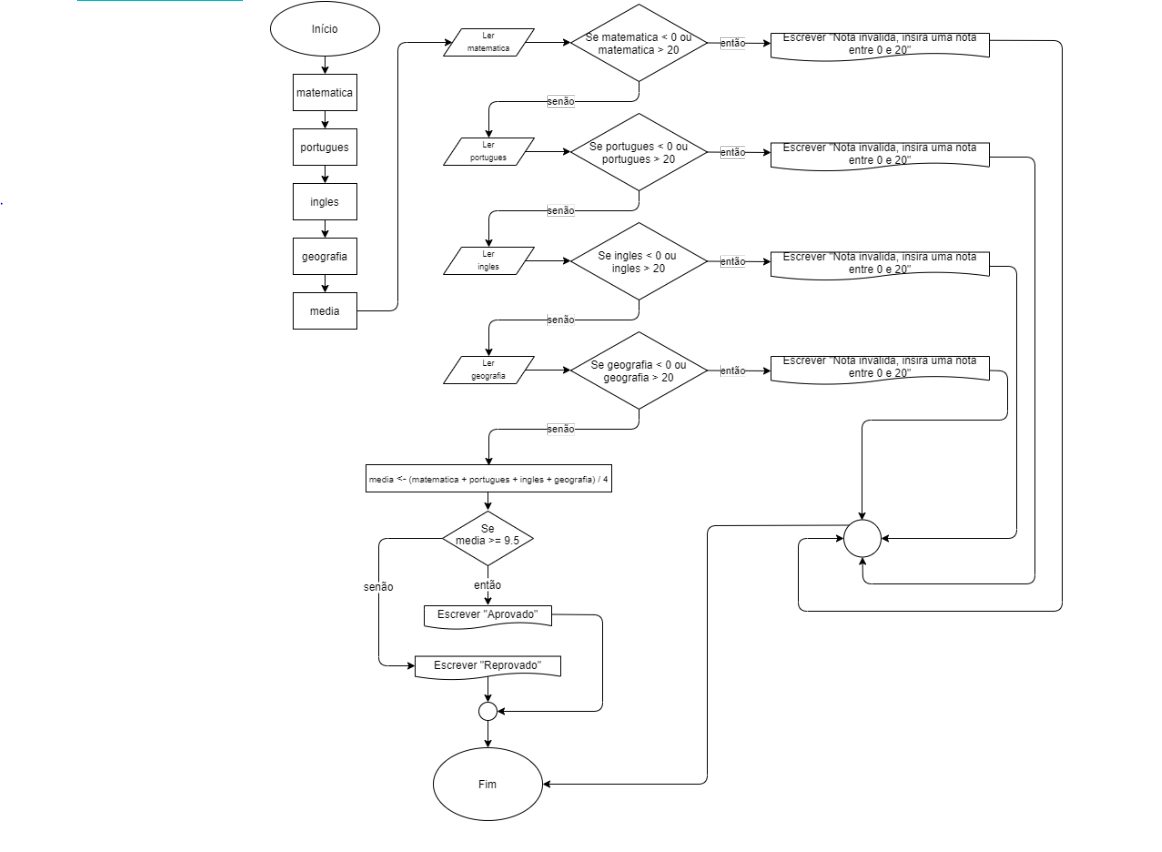 Início
matematica
portugues
ingles
geografia
media
Ler
matematica
Se matematica < 0 ou
matematica > 20
então
Escrever "Nota invalida, insira uma nota
entre 0 e 20"
senão
Ler
portugues
Se portugues < 0 ou
portugues > 20
então
Escrever "Nota invalida, insira uma nota
entre 0 e 20"
senão
Ler
ingles
Se ingles < 0 ou
ingles > 20
então
Escrever "Nota invalida, insira uma nota
entre 0 e 20"
senão
Ler
geografia
Se geografia < 0 ou
geografia > 20
então
Escrever "Nota invalida, insira uma nota
entre 0 e 20"
senão
media <- (matematica + portugues + ingles + geografia) / 4
Se
media >= 9.5
senão
então
Escrever "Aprovado"
Escrever "Reprovado"
Fim
.